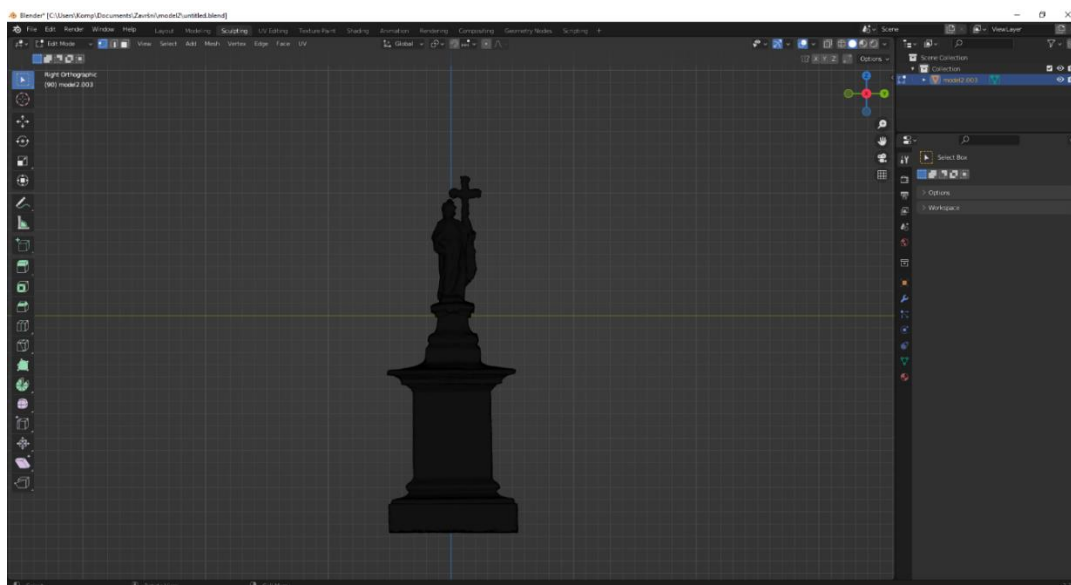 Blender* [C:\Users\Komp\Documents\Završni\model2\untitled.blend]
File Edit Render Window Help Layout Modeling Sculpting UV Editing Texture Paint Shading Animation Rendering Compositing Geometry Nodes Scripting + Scene ViewLayer
Edit Mode View Select Add Mesh Vertex Edge Face UV Global
X Y Z Options
Right Orthographic
(90) model2.003
Z
Y
Scene Collection
Collection
model2.003
Select Box
Options
Workspace